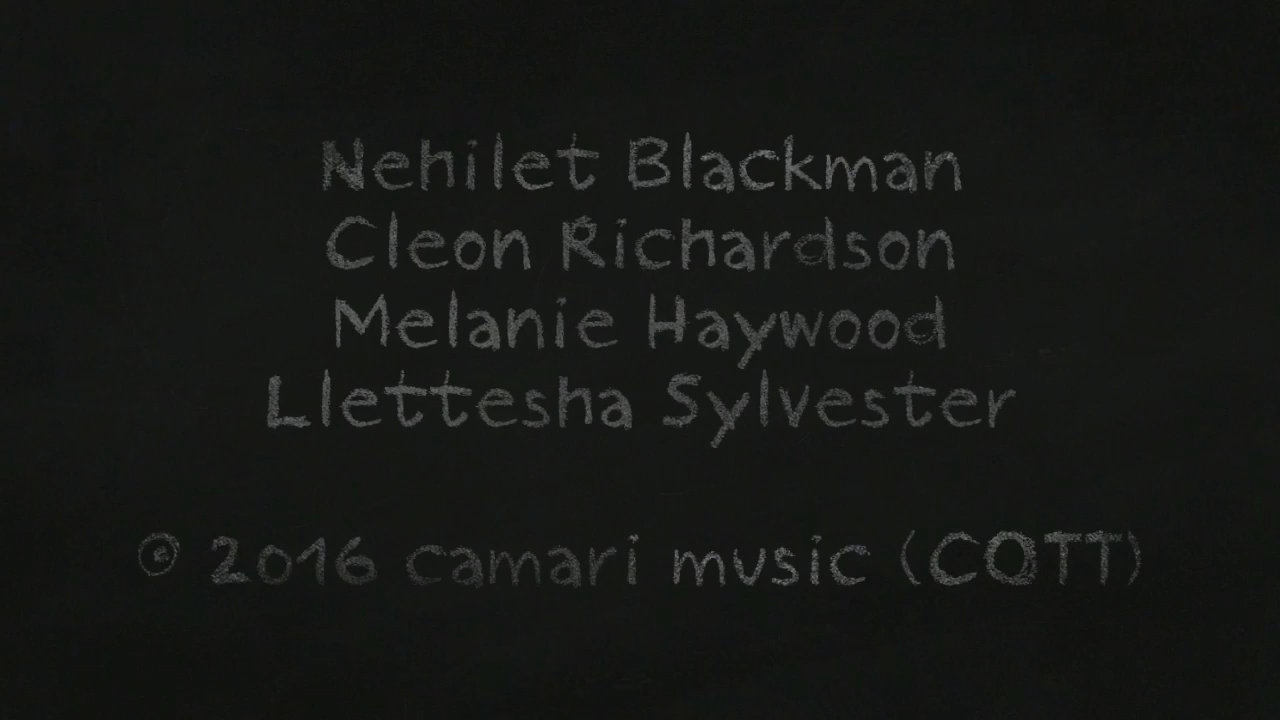 Nehilet Blackman
Cleon Richardson
Melanie Haywood
Llettesha Sylvester
© 2016 camari music (COTT)